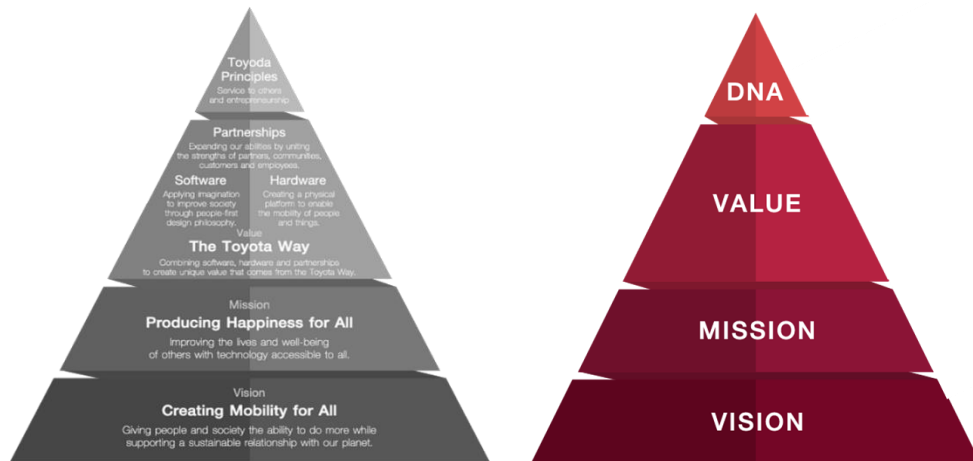 Toyoda
Principles
Service to others
and entrepreneurship
Partnerships
Expanding our abilities by uniting
the strengths of partners, communities,
customers and employees.
Software
Applying imagination
to improve society
through people-first
design philosophy.
Hardware
Creating a physical
platform to enable
the mobility of people
and things.
Value
The Toyota Way
Combining software, hardware and partnerships
to create unique value that comes from the Toyota Way.
Mission
Producing Happiness for All
Improving the lives and well-being
of others with technology accessible to all.
Vision
Creating Mobility for All
Giving people and society the ability to do more while
supporting a sustainable relationship with our planet.
DNA
VALUE
MISSION
VISION